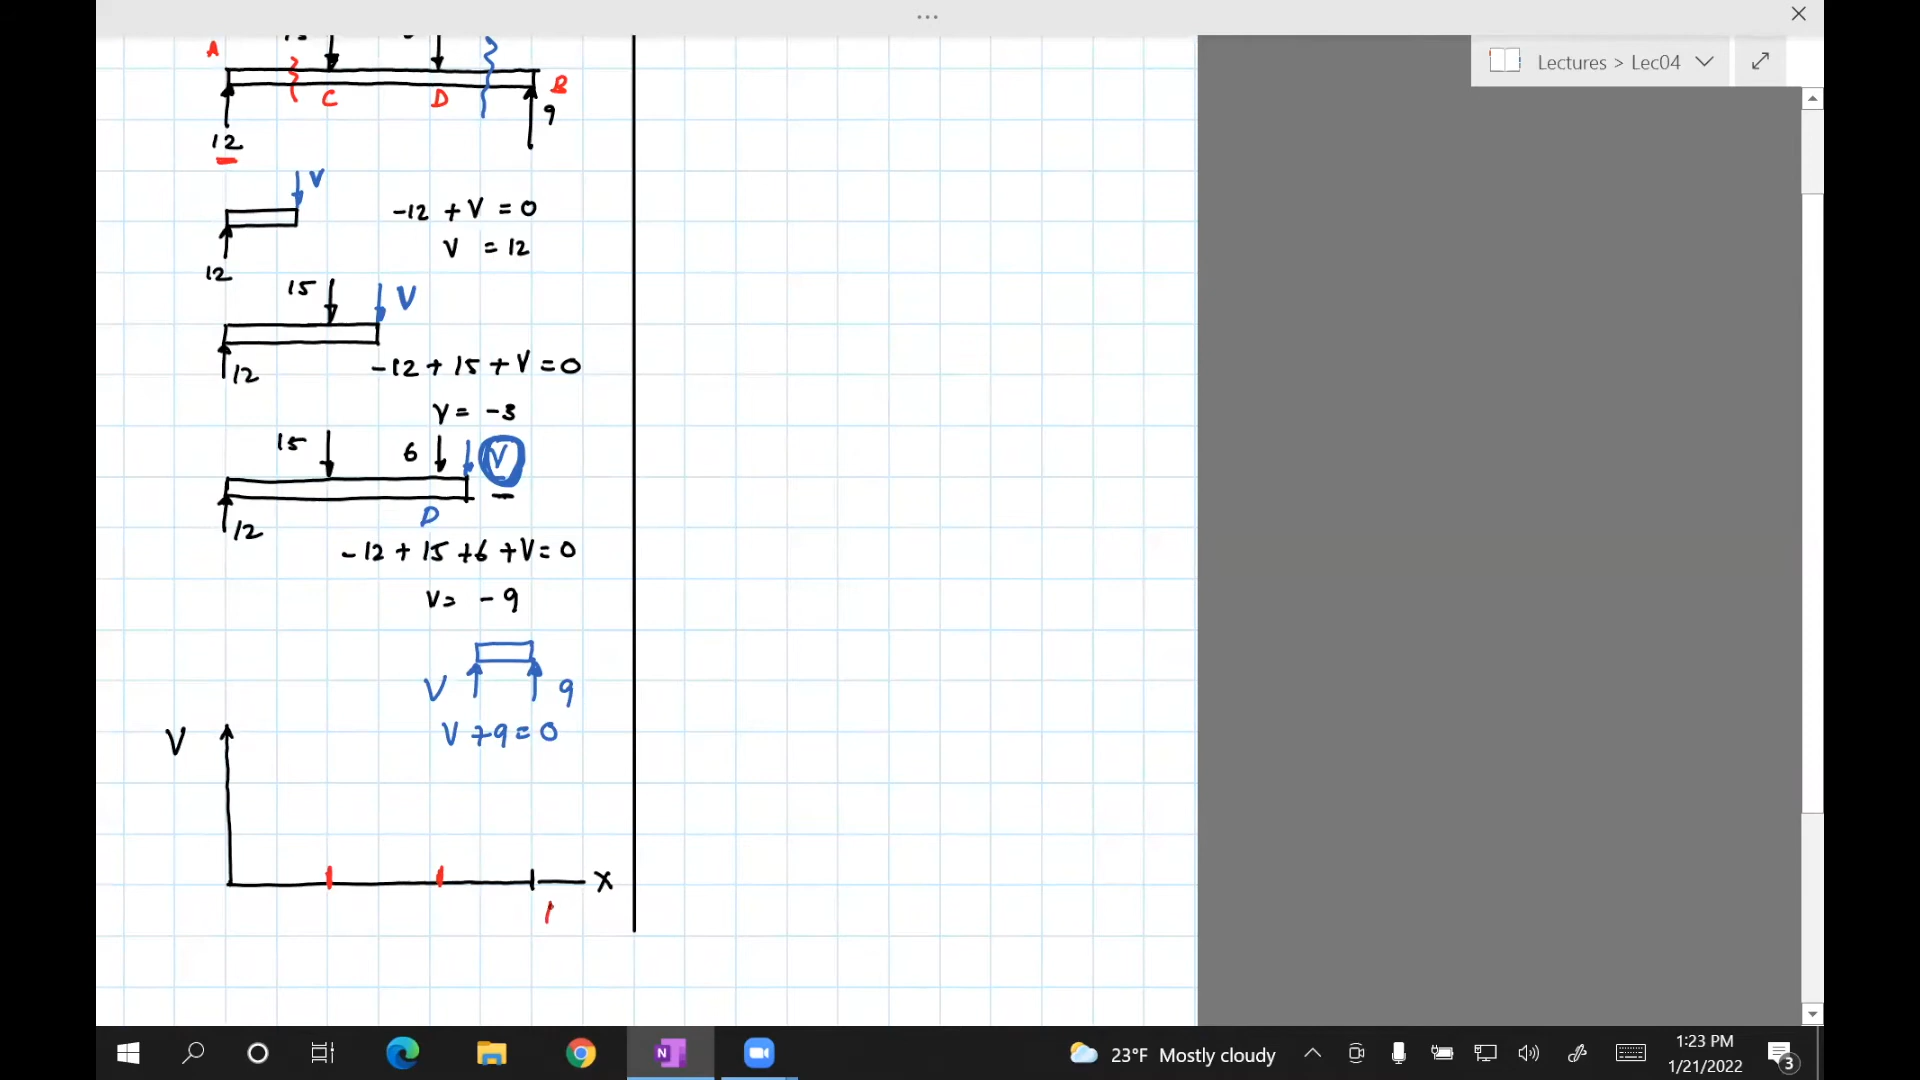 Lectures > Lec04
A
C
D
B
12
9
V
12
-12 + V = 0
V = 12
15
V
12
-12 + 15 + V = 0
V = -3
15
6
V
12
D
-12 + 15 + 6 + V = 0
V = -9
V
9
V + 9 = 0
V
X
23°F Mostly cloudy
1:23 PM
1/21/2022
3